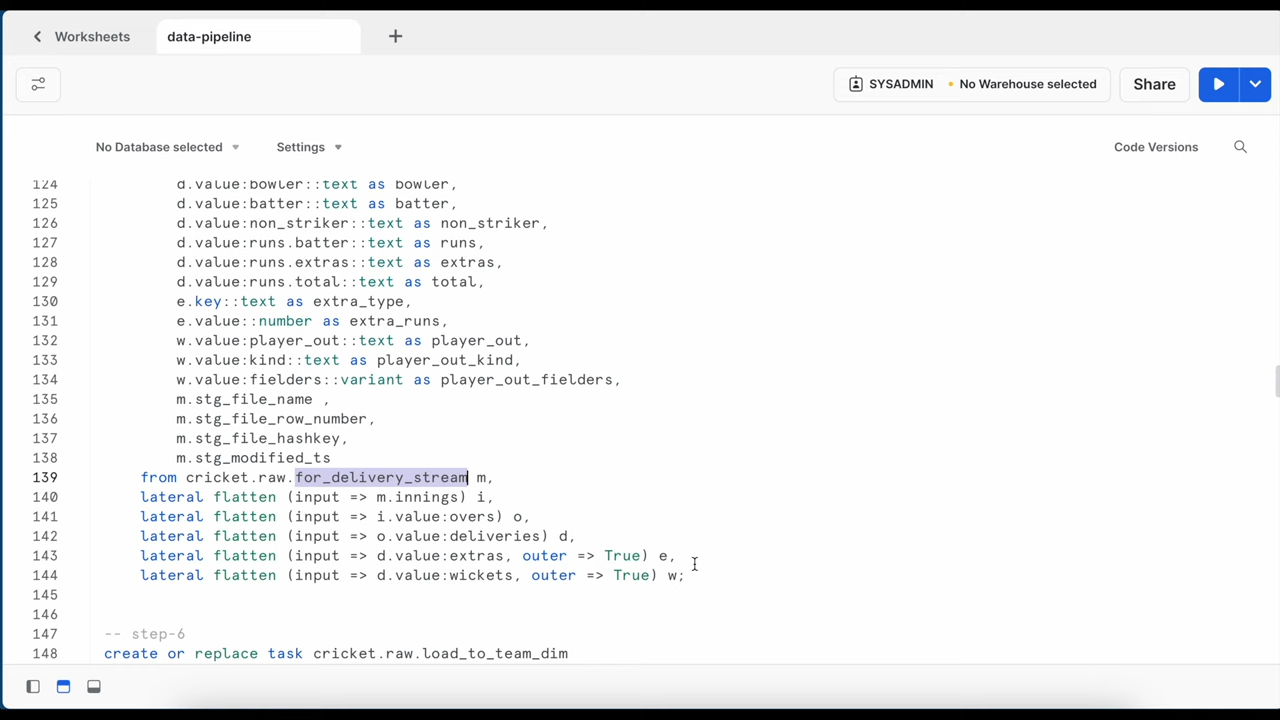 Worksheets
data-pipeline
+
SYSADMIN
No Warehouse selected
Share
No Database selected
Settings
Code Versions
124 d.value:bowler::text as bowler,
125 d.value:batter::text as batter,
126 d.value:non_striker::text as non_striker,
127 d.value:runs.batter::text as runs,
128 d.value:runs.extras::text as extras,
129 d.value:runs.total::text as total,
130 e.key::text as extra_type,
131 e.value::number as extra_runs,
132 w.value:player_out::text as player_out,
133 w.value:kind::text as player_out_kind,
134 w.value:fielders::variant as player_out_fielders,
135 m.stg_file_name ,
136 m.stg_file_row_number,
137 m.stg_file_hashkey,
138 m.stg_modified_ts
139 from cricket.raw.for_delivery_stream m,
140 lateral flatten (input => m.innings) i,
141 lateral flatten (input => i.value:overs) o,
142 lateral flatten (input => o.value:deliveries) d,
143 lateral flatten (input => d.value:extras, outer => True) e,
144 lateral flatten (input => d.value:wickets, outer => True) w;
145
146
147 -- step-6
148 create or replace task cricket.raw.load_to_team_dim